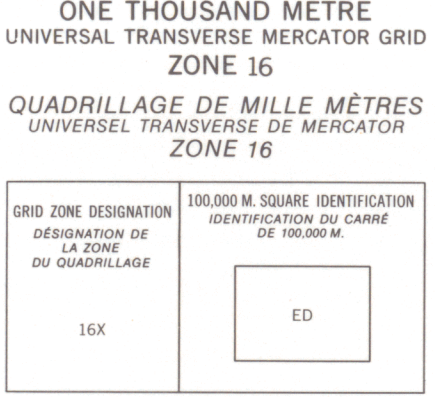 ONE THOUSAND METRE
UNIVERSAL TRANSVERSE MERCATOR GRID
ZONE 16
QUADRILLAGE DE MILLE MÈTRES
UNIVERSEL TRANSVERSE DE MERCATOR
ZONE 16
GRID ZONE DESIGNATION
DÉSIGNATION DE
LA ZONE
DU QUADRILLAGE
16X
100,000 M. SQUARE IDENTIFICATION
IDENTIFICATION DU CARRÉ
DE 100,000 M.
ED